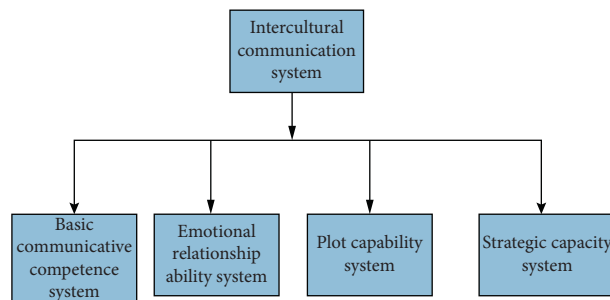 Intercultural
communication
system
Basic
communicative
competence
system
Emotional
relationship
ability system
Plot capability
system
Strategic capacity
system